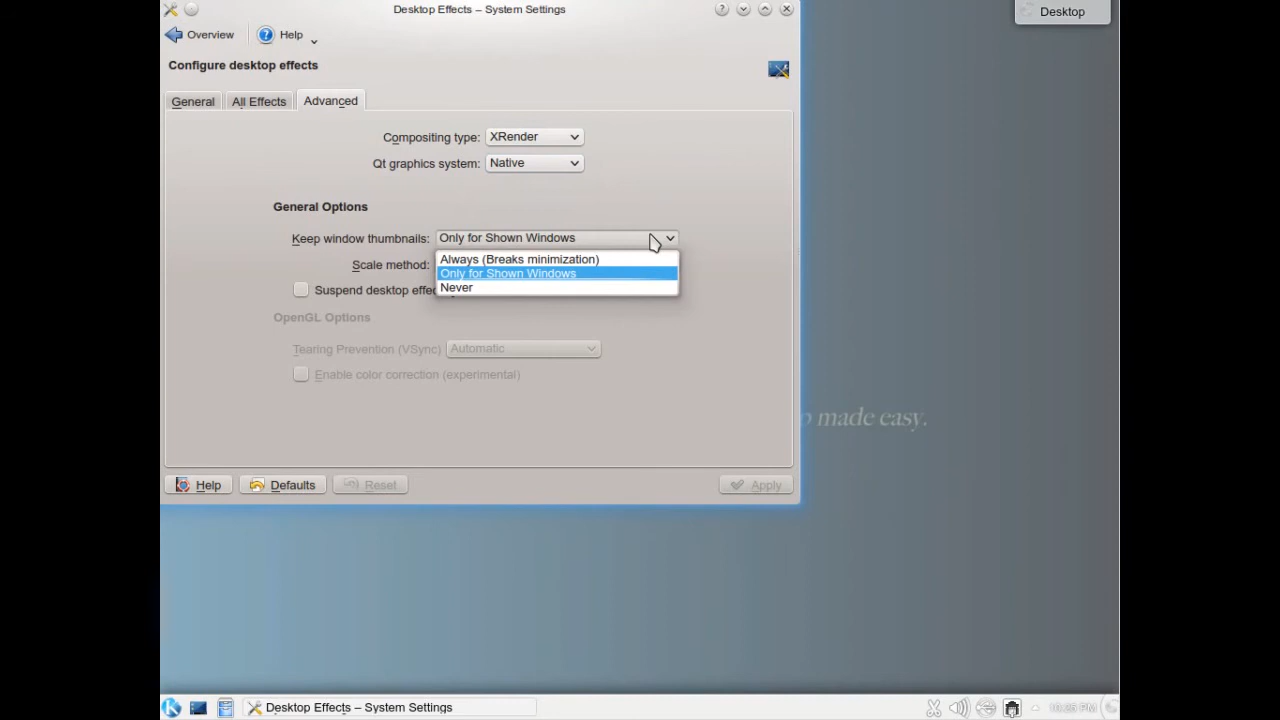 Desktop Effects – System Settings
Desktop
Overview
Help
Configure desktop effects
General
All Effects
Advanced
Compositing type: XRender
Qt graphics system: Native
General Options
Keep window thumbnails: Only for Shown Windows
Always (Breaks minimization)
Scale method:
Only for Shown Windows
Never
Suspend desktop
OpenGL Options
Tearing Prevention (VSync) Automatic
Enable color correction (experimental)
made easy.
Help
Defaults
Reset
Apply
Desktop Effects – System Settings
10:25 PM